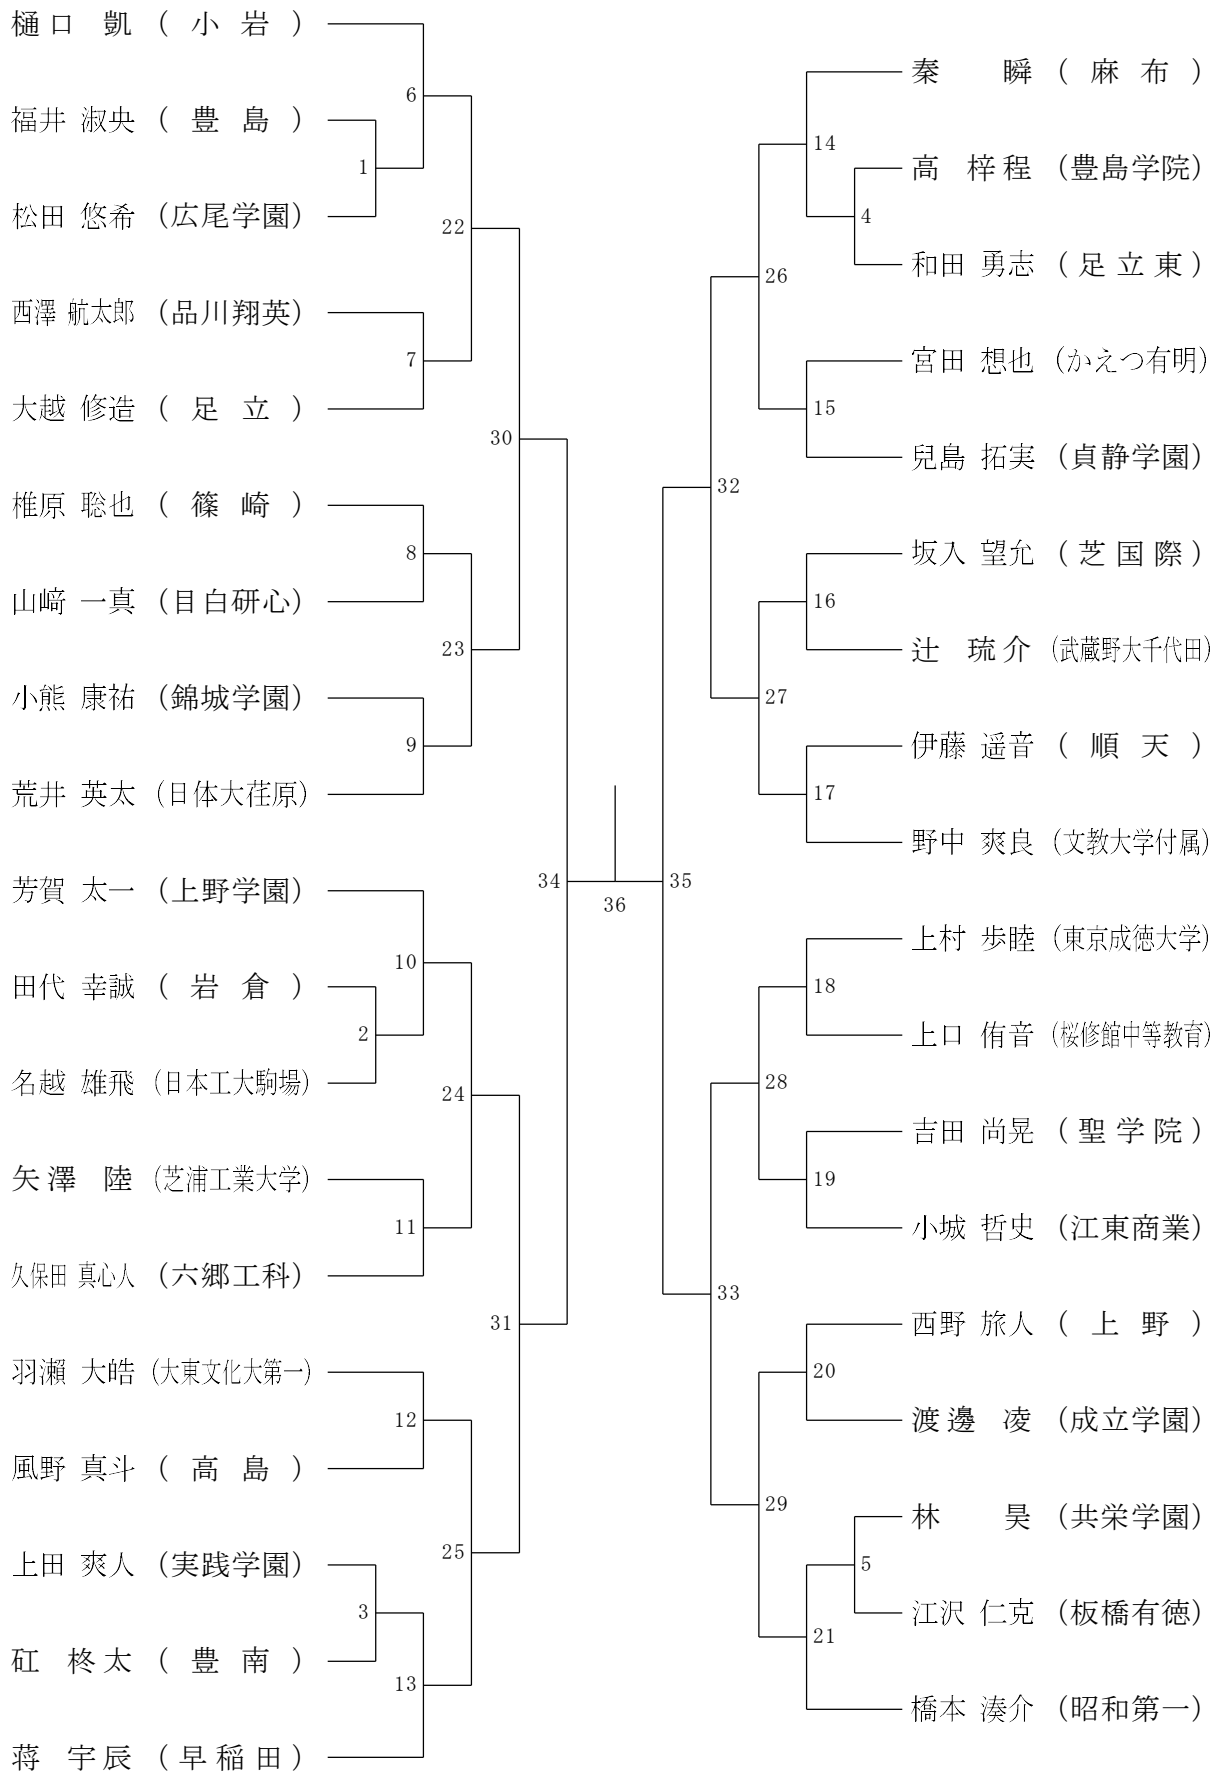 樋口 凱 (小岩)
福井 淑央 (豊島)
松田 悠希 (広尾学園)
西澤 航太郎 (品川翔英)
大越 修造 (足立)
椎原 聡也 (篠崎)
山﨑 一真 (目白研心)
小熊 康祐 (錦城学園)
荒井 英太 (日体大荏原)
芳賀 太一 (上野学園)
田代 幸誠 (岩倉)
名越 雄飛 (日本工大駒場)
矢澤 陸 (芝浦工業大学)
久保田 真心人 (六郷工科)
羽瀬 大皓 (大東文化大第一)
風野 真斗 (高島)
上田 爽人 (実践学園)
矼 柊太 (豊南)
蒋 宇辰 (早稲田)
1
2
3
6
7
8
9
10
11
12
13
22
23
24
25
30
31
34
36
35
32
33
26
27
28
29
14
15
16
17
18
19
20
21
4
5
秦 瞬 (麻布)
高 梓程 (豊島学院)
和田 勇志 (足立東)
宮田 想也 (かえつ有明)
兒島 拓実 (貞静学園)
坂入 望允 (芝国際)
辻 琉介 (武蔵野大千代田)
伊藤 遥音 (順天)
野中 爽良 (文教大学付属)
上村 歩睦 (東京成徳大学)
上口 侑音 (桜修館中等教育)
吉田 尚晃 (聖学院)
小城 哲史 (江東商業)
西野 旅人 (上野)
渡邊 凌 (成立学園)
林 昊 (共栄学園)
江沢 仁克 (板橋有徳)
橋本 湊介 (昭和第一)